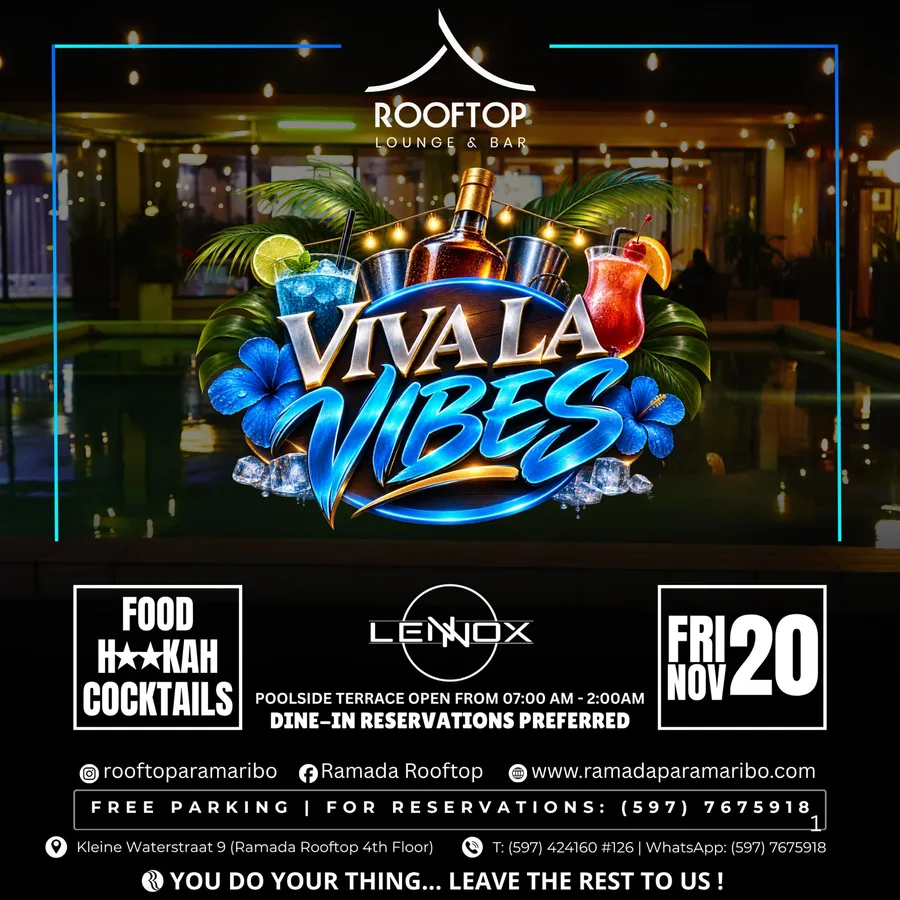 ROOFTOP
LOUNGE & BAR
VIVA LA
VIBES
FOOD
H★★KAH
COCKTAILS
LENNOX
POOLSIDE TERRACE OPEN FROM 07:00 AM - 2:00AM
DINE-IN RESERVATIONS PREFERRED
FRI
NOV
20
rooftoparamaribo Ramada Rooftop www.ramadaparamaribo.com
FREE PARKING | FOR RESERVATIONS: (597) 7675918
1
Kleine Waterstraat 9 (Ramada Rooftop 4th Floor) T: (597) 424160 #126 | WhatsApp: (597) 7675918
YOU DO YOUR THING... LEAVE THE REST TO US !